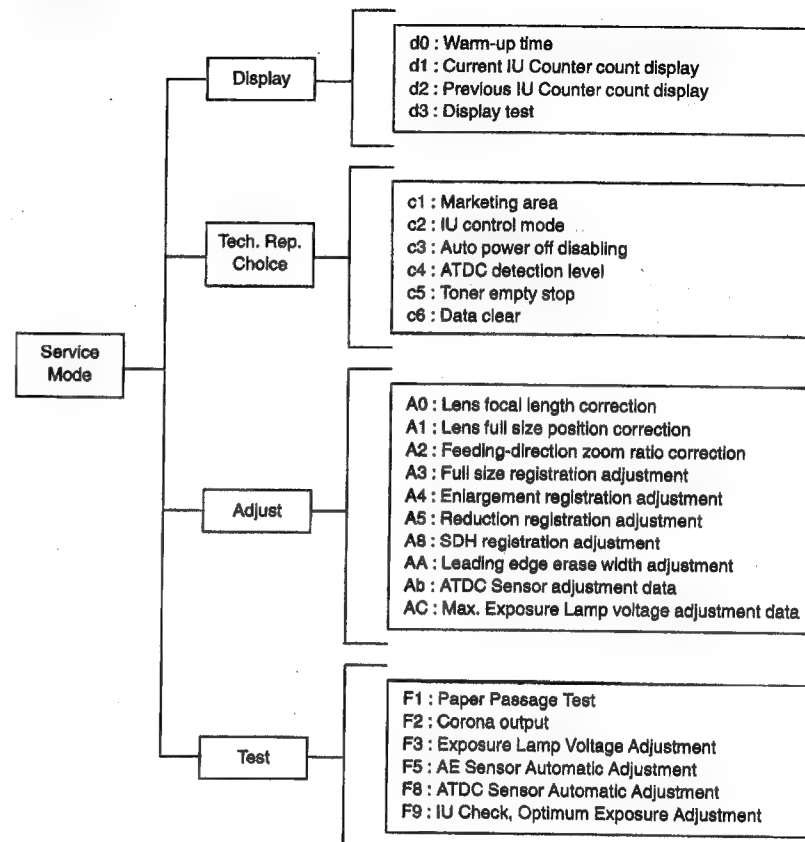 Service
Mode
Display
d0 : Warm-up time
d1 : Current IU Counter count display
d2 : Previous IU Counter count display
d3 : Display test
Tech. Rep.
Choice
c1 : Marketing area
c2 : IU control mode
c3 : Auto power off disabling
c4 : ATDC detection level
c5 : Toner empty stop
c6 : Data clear
Adjust
A0 : Lens focal length correction
A1 : Lens full size position correction
A2 : Feeding-direction zoom ratio correction
A3 : Full size registration adjustment
A4 : Enlargement registration adjustment
A5 : Reduction registration adjustment
A8 : SDH registration adjustment
AA : Leading edge erase width adjustment
Ab : ATDC Sensor adjustment data
AC : Max. Exposure Lamp voltage adjustment data
Test
F1 : Paper Passage Test
F2 : Corona output
F3 : Exposure Lamp Voltage Adjustment
F5 : AE Sensor Automatic Adjustment
F8 : ATDC Sensor Automatic Adjustment
F9 : IU Check, Optimum Exposure Adjustment